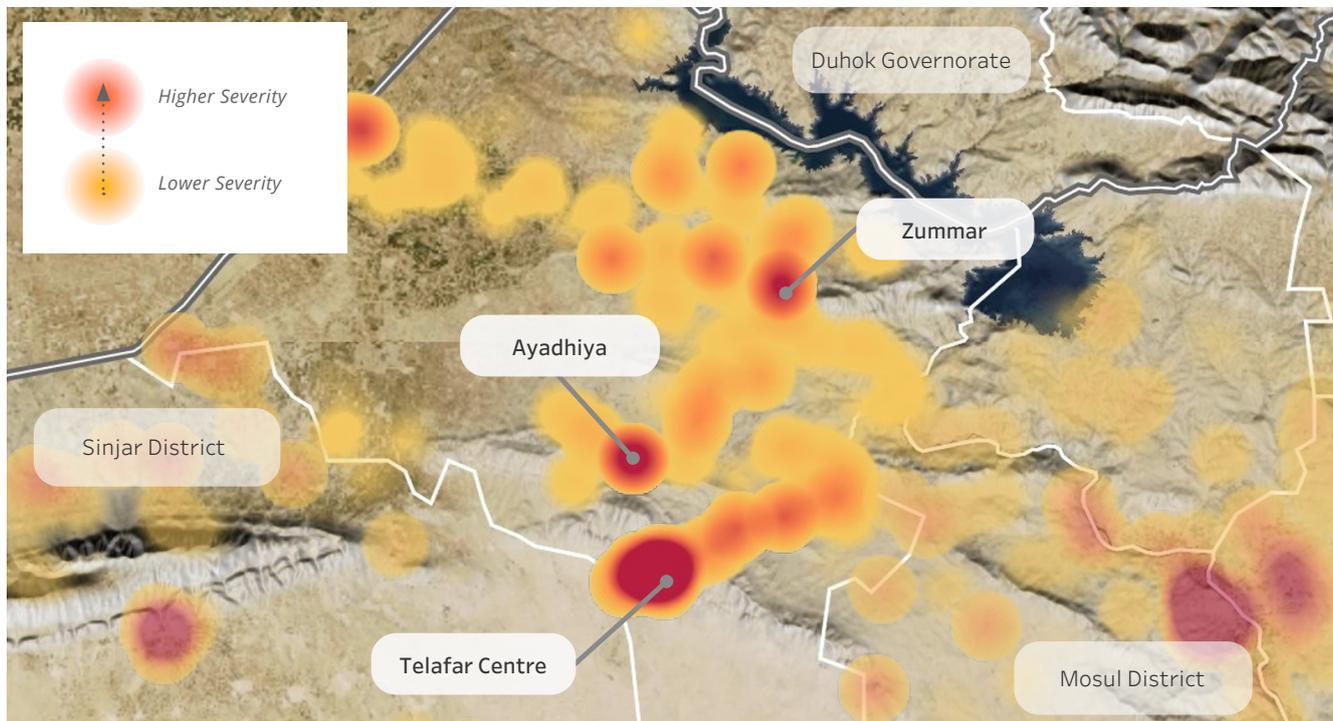 Higher Severity
Lower Severity
Duhok Governorate
Zummar
Ayadhiya
Sinjar District
Telafar Centre
Mosul District